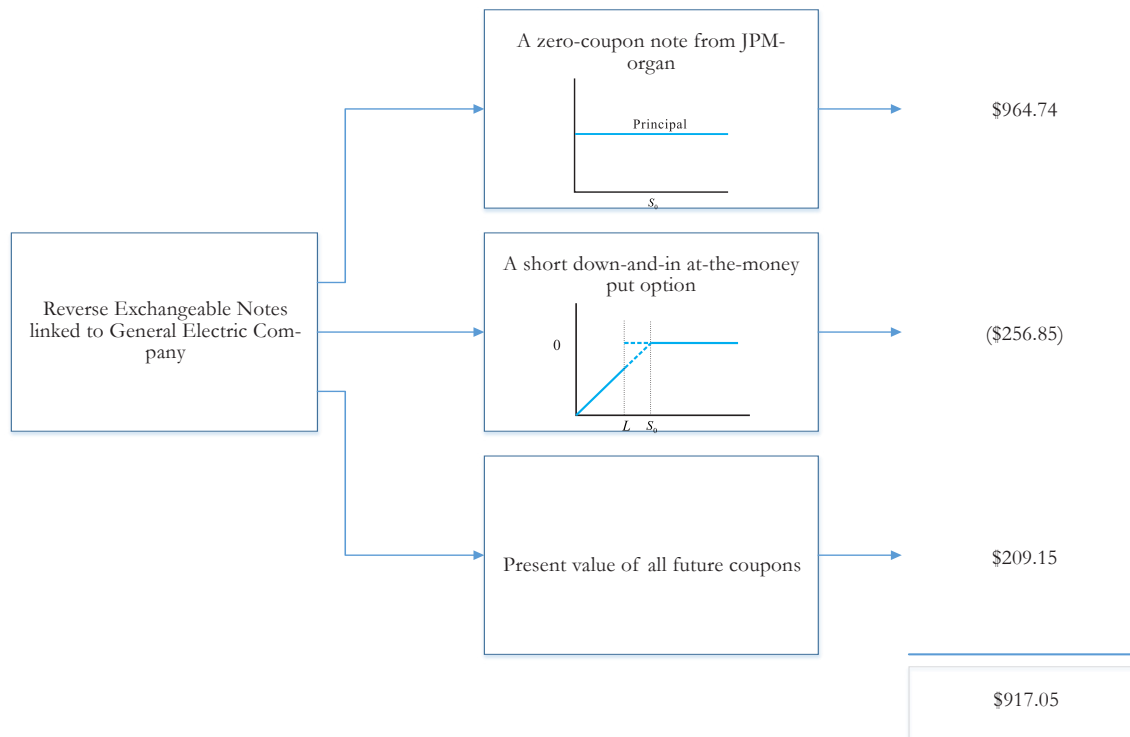 Reverse Exchangeable Notes
linked to General Electric Com-
pany
A zero-coupon note from JPM-
organ
Principal
S₀
$964.74
A short down-and-in at-the-money
put option
0
L
S₀
($256.85)
Present value of all future coupons
$209.15
$917.05